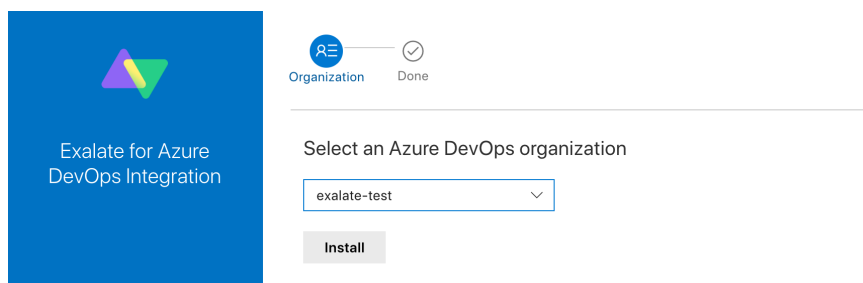 Exalate for Azure
DevOps Integration
Organization
Done
Select an Azure DevOps organization
exalate-test
Install